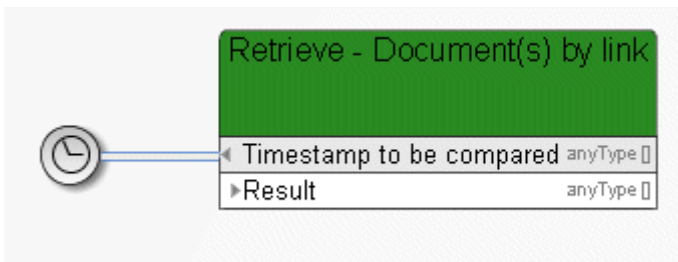 Retrieve - Document(s) by link
Timestamp to be compared anyType []
Result anyType []